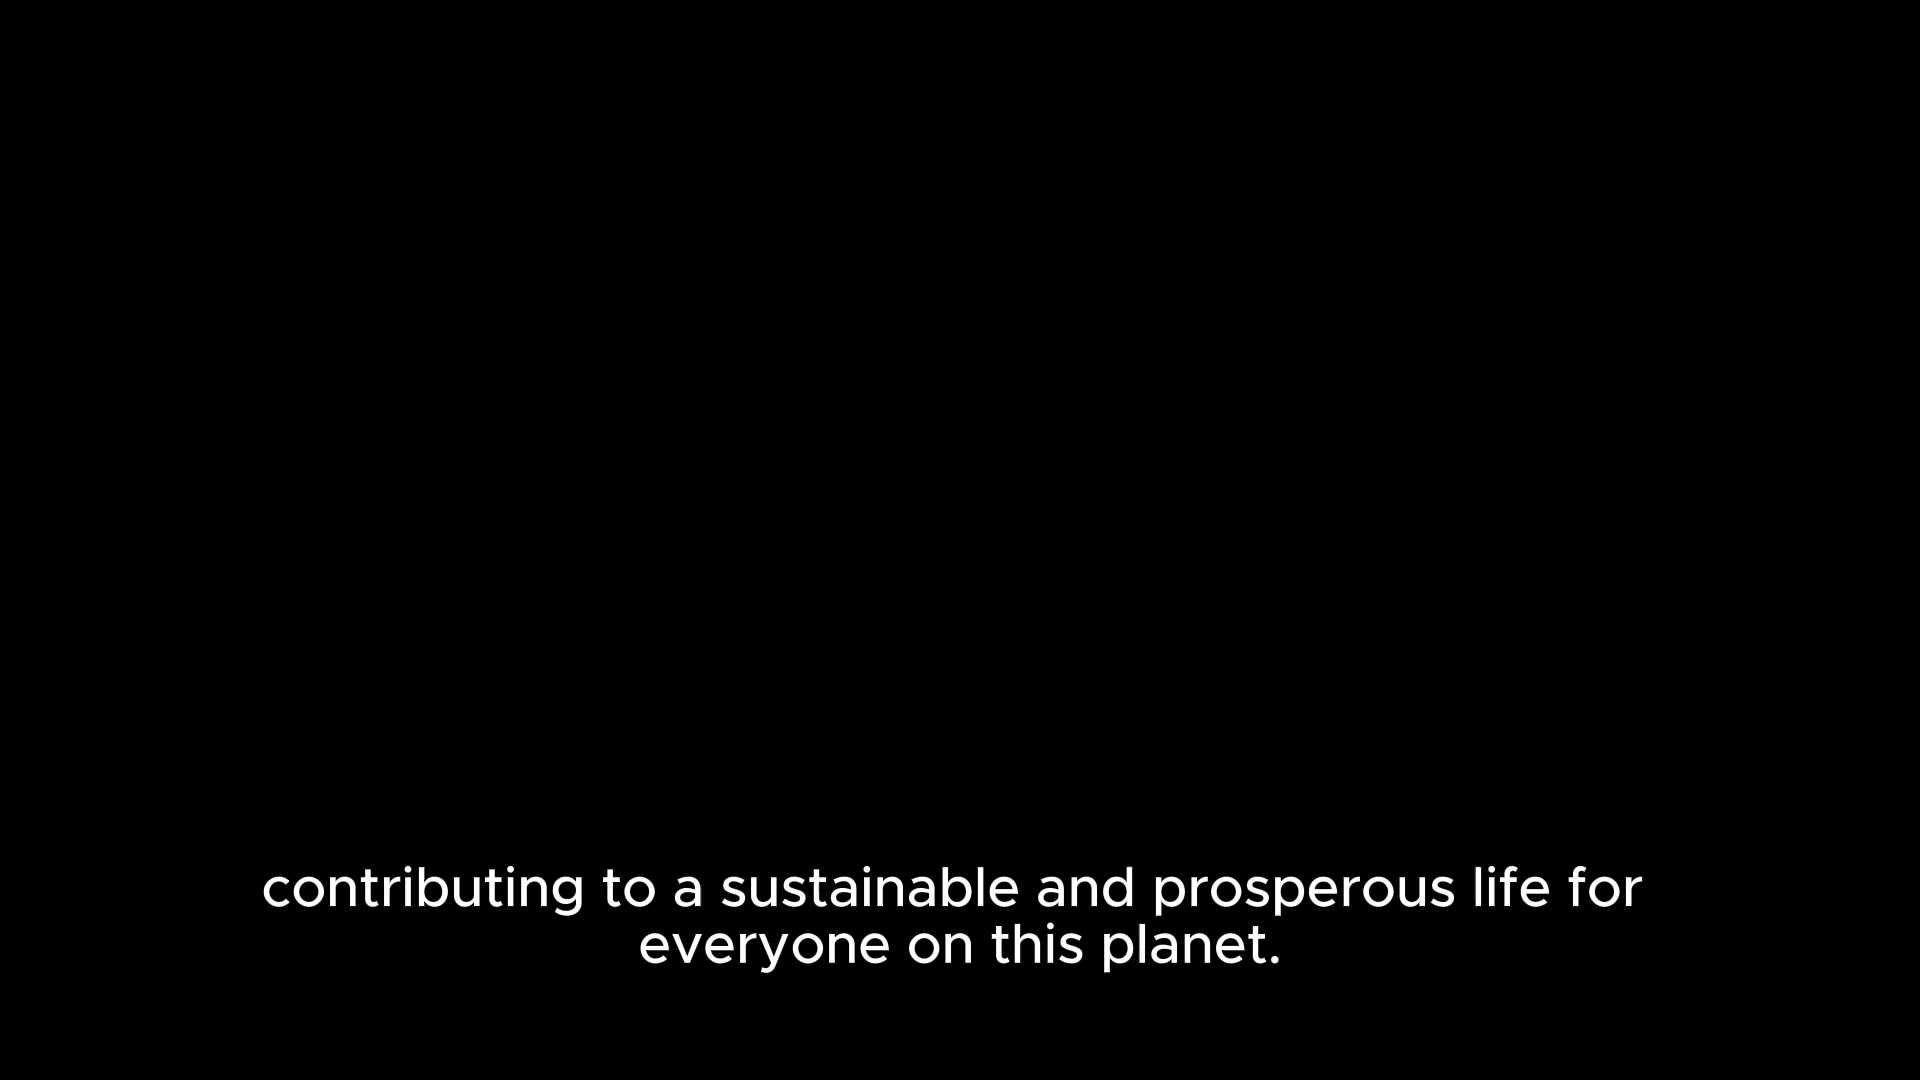 contributing to a sustainable and prosperous life for
everyone on this planet.